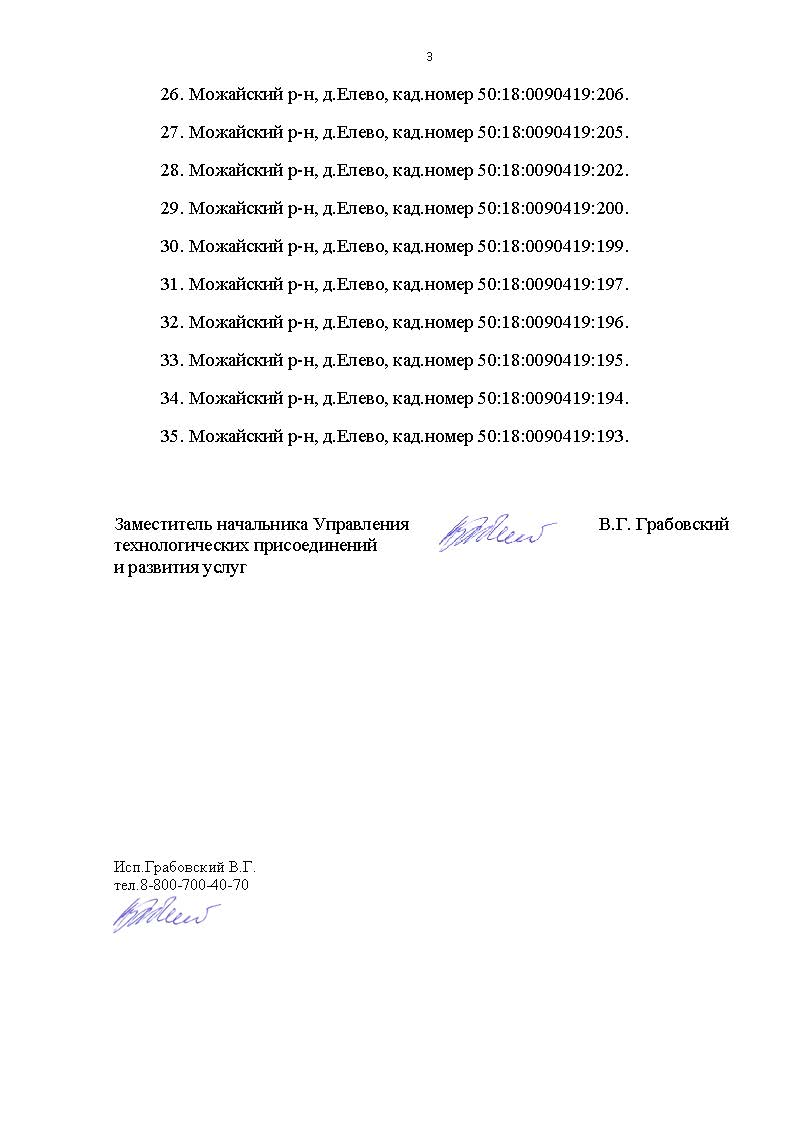 3
26. Можайский р-н, д.Елево, кад.номер 50:18:0090419:206.
27. Можайский р-н, д.Елево, кад.номер 50:18:0090419:205.
28. Можайский р-н, д.Елево, кад.номер 50:18:0090419:202.
29. Можайский р-н, д.Елево, кад.номер 50:18:0090419:200.
30. Можайский р-н, д.Елево, кад.номер 50:18:0090419:199.
31. Можайский р-н, д.Елево, кад.номер 50:18:0090419:197.
32. Можайский р-н, д.Елево, кад.номер 50:18:0090419:196.
33. Можайский р-н, д.Елево, кад.номер 50:18:0090419:195.
34. Можайский р-н, д.Елево, кад.номер 50:18:0090419:194.
35. Можайский р-н, д.Елево, кад.номер 50:18:0090419:193.
Заместитель начальника Управления В.Г. Грабовский
технологических присоединений
и развития услуг
Исп.Грабовский В.Г.
тел.8-800-700-40-70